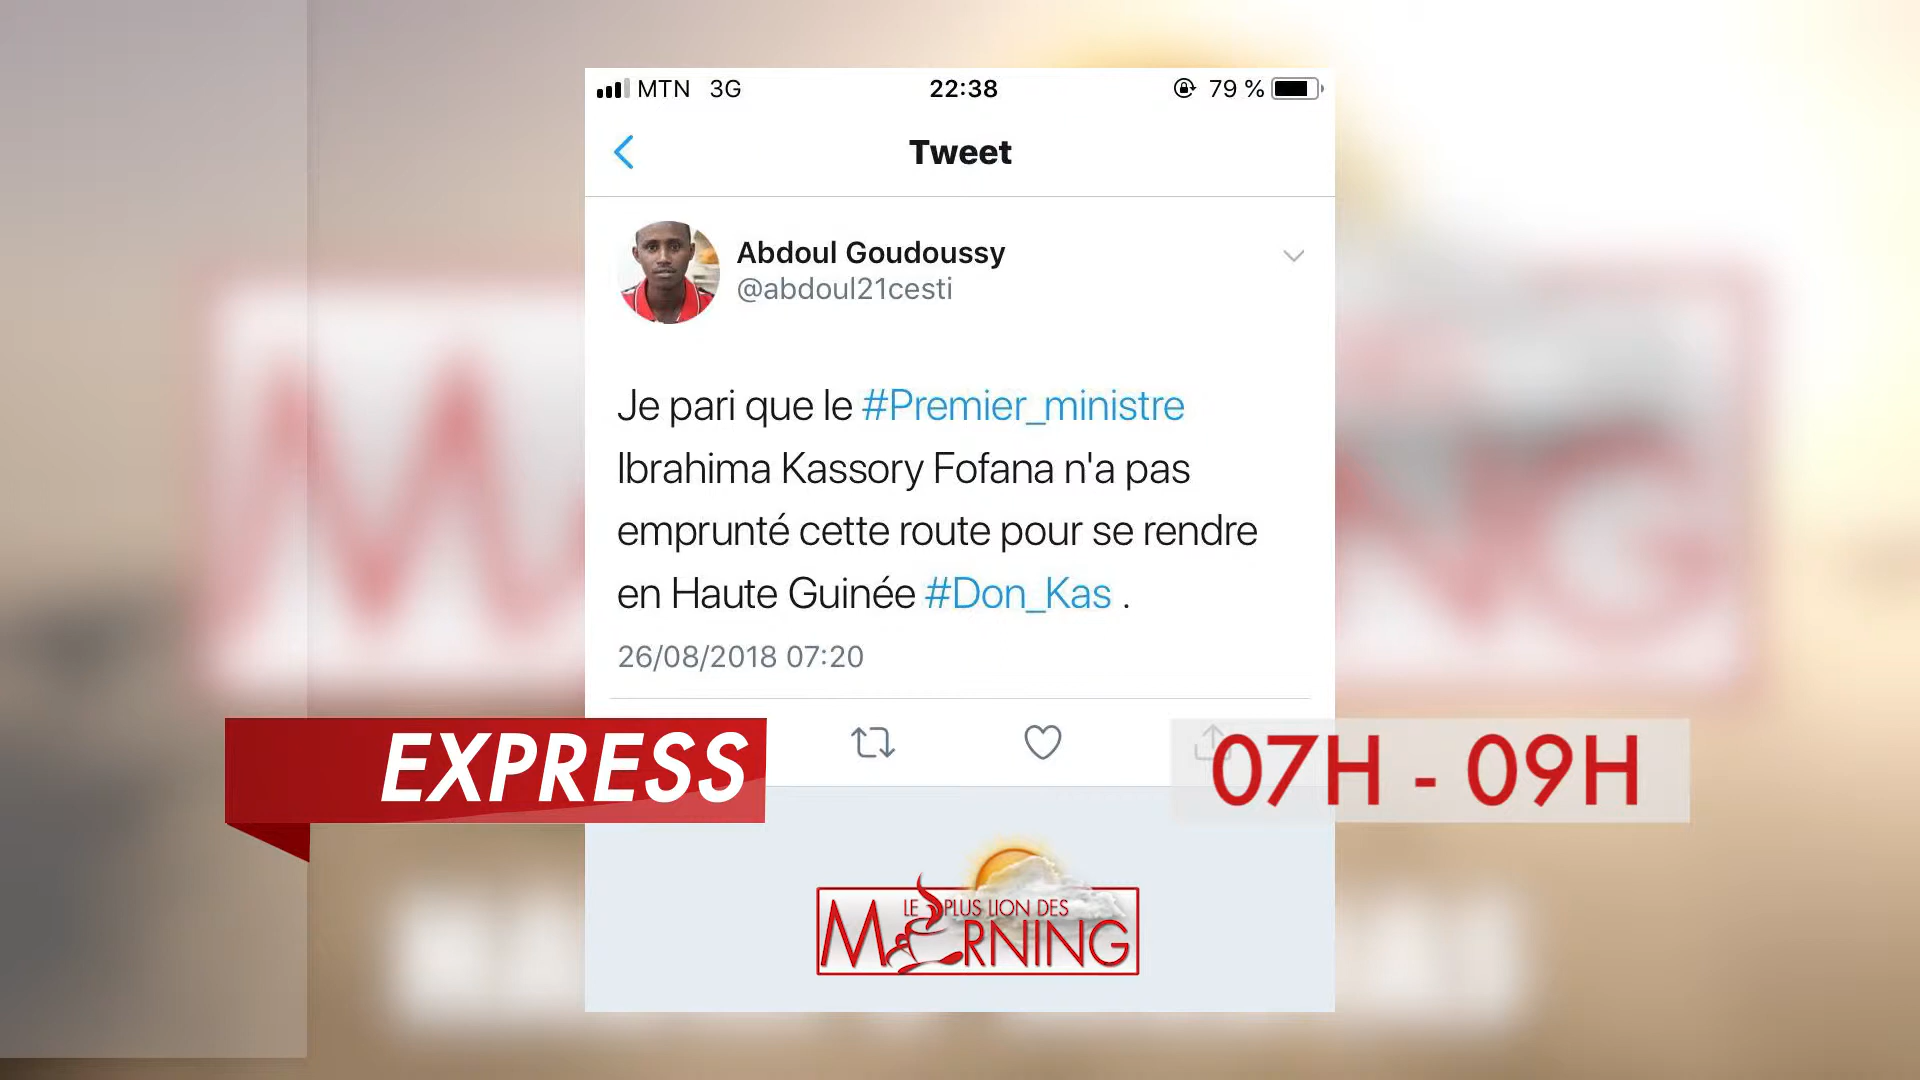 MTN 3G 22:38 79 %
Tweet
Abdoul Goudoussy
@abdoul21cesti
Je pari que le #Premier_ministre
Ibrahima Kassory Fofana n'a pas
emprunté cette route pour se rendre
en Haute Guinée #Don_Kas .
26/08/2018 07:20
EXPRESS
07H - 09H
LE PLUS LION DES
MORNING